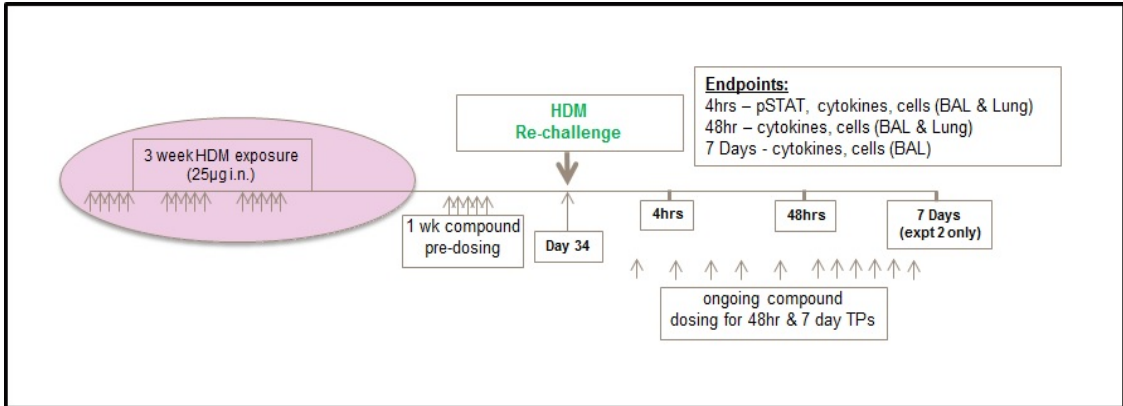 Endpoints:
4hrs – pSTAT, cytokines, cells (BAL & Lung)
48hr – cytokines, cells (BAL & Lung)
7 Days - cytokines, cells (BAL)
HDM
Re-challenge
3 week HDM exposure
(25µg i.n.)
1 wk compound
pre-dosing
Day 34
4hrs
48hrs
7 Days
(expt 2 only)
ongoing compound
dosing for 48hr & 7 day TPs